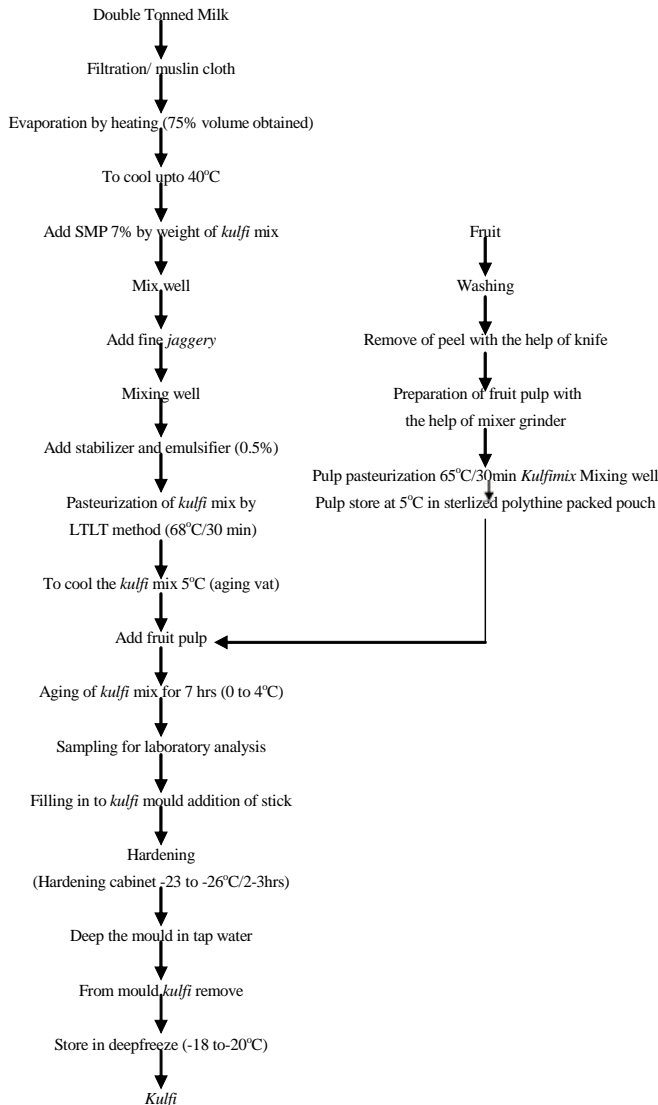 Double Tonned Milk
Filtration/ muslin cloth
Evaporation by heating (75% volume obtained)
To cool upto 40°C
Add SMP 7% by weight of kulfi mix
Mix well
Add fine jaggery
Mixing well
Add stabilizer and emulsifier (0.5%)
Pasteurization of kulfi mix by
LTLT method (68°C/30 min)
To cool the kulfi mix 5°C (aging vat)
Add fruit pulp
Aging of kulfi mix for 7 hrs (0 to 4°C)
Sampling for laboratory analysis
Filling in to kulfi mould addition of stick
Hardening
(Hardening cabinet -23 to -26°C/2-3hrs)
Deep the mould in tap water
From mould kulfi remove
Store in deepfreeze (-18 to-20°C)
Kulfi
Fruit
Washing
Remove of peel with the help of knife
Preparation of fruit pulp with
the help of mixer grinder
Pulp pasteurization 65°C/30min Kulfimix Mixing well
Pulp store at 5°C in sterlized polythine packed pouch